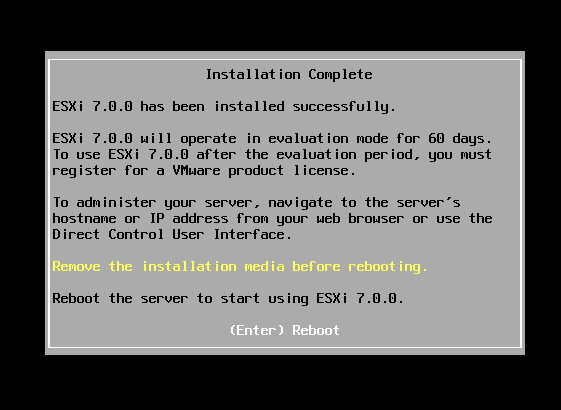 Installation Complete
ESXi 7.0.0 has been installed successfully.
ESXi 7.0.0 will operate in evaluation mode for 60 days.
To use ESXi 7.0.0 after the evaluation period, you must
register for a VMware product license.
To administer your server, navigate to the server's
hostname or IP address from your web browser or use the
Direct Control User Interface.
Remove the installation media before rebooting.
Reboot the server to start using ESXi 7.0.0.
(Enter) Reboot